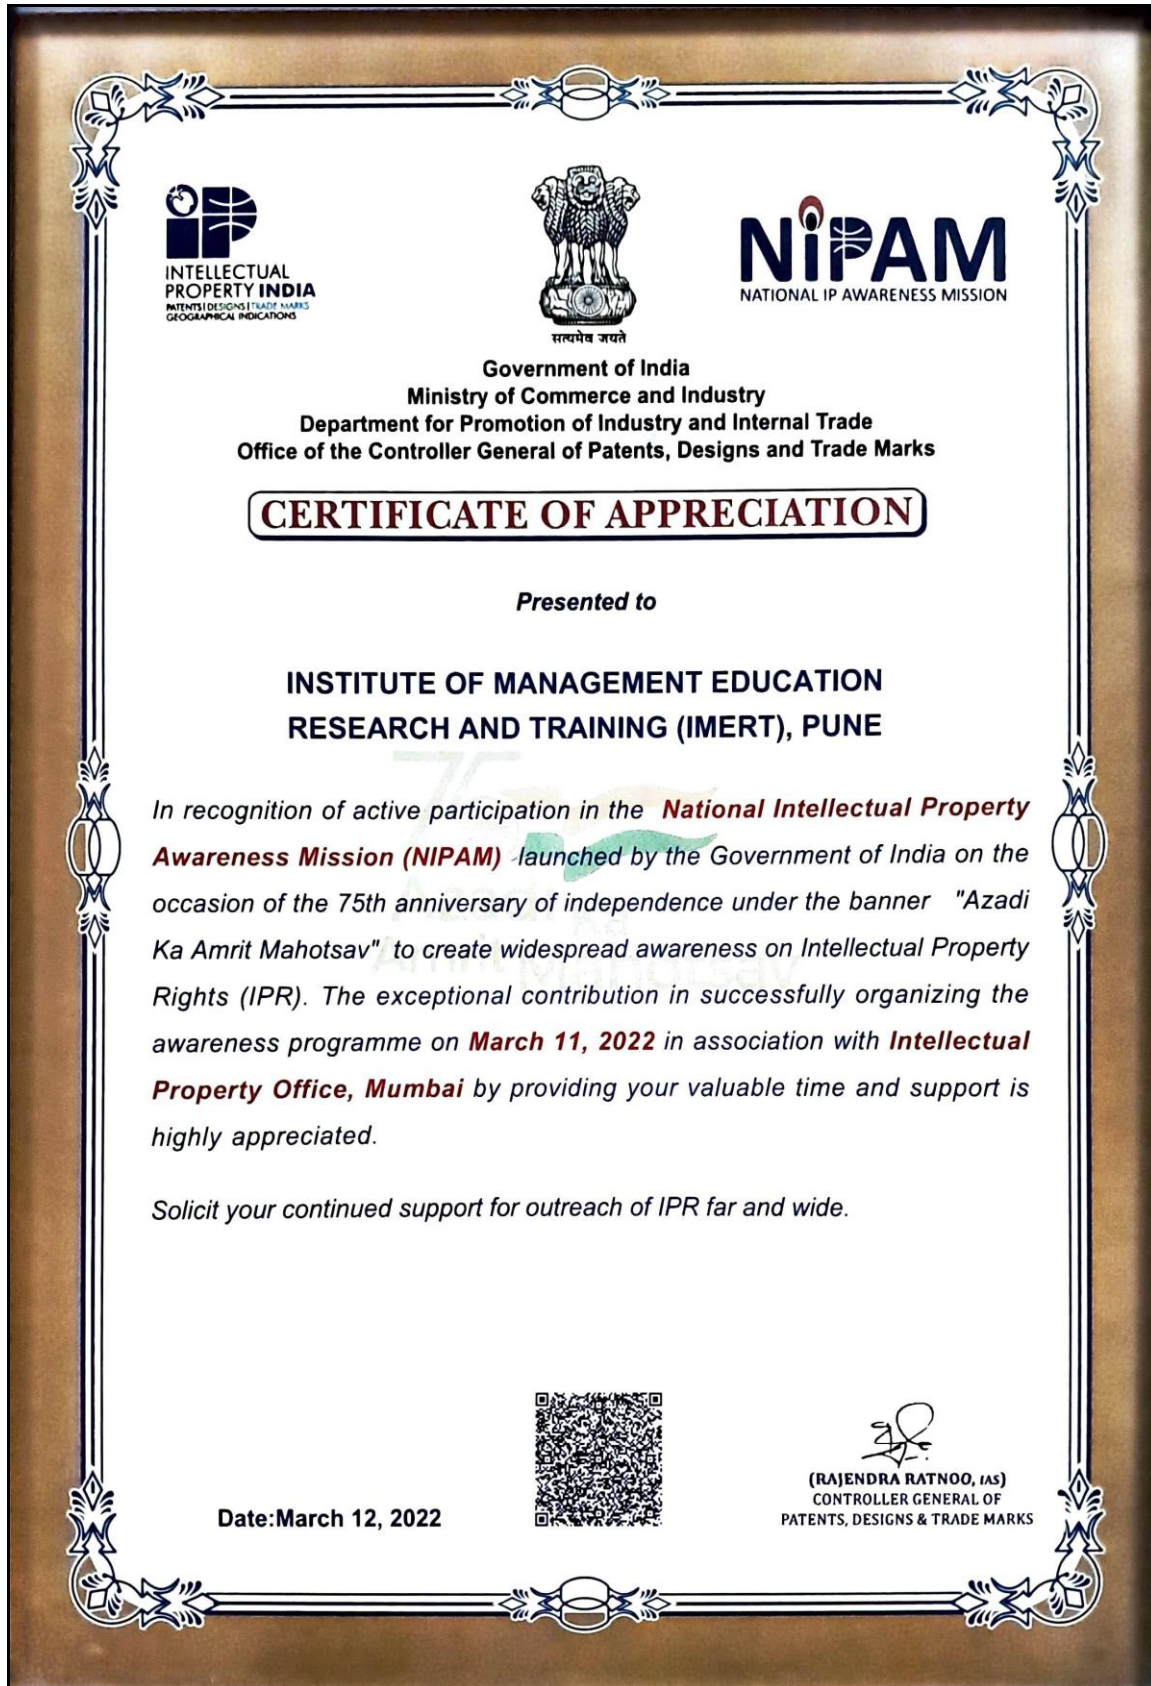 iP
INTELLECTUAL
PROPERTY INDIA
PATENTS | DESIGNS | TRADE MARKS
GEOGRAPHICAL INDICATIONS
सत्यमेव जयते
NiPAM
NATIONAL IP AWARENESS MISSION
Government of India
Ministry of Commerce and Industry
Department for Promotion of Industry and Internal Trade
Office of the Controller General of Patents, Designs and Trade Marks
CERTIFICATE OF APPRECIATION
Presented to
INSTITUTE OF MANAGEMENT EDUCATION
RESEARCH AND TRAINING (IMERT), PUNE
In recognition of active participation in the National Intellectual Property
Awareness Mission (NIPAM) launched by the Government of India on the
occasion of the 75th anniversary of independence under the banner "Azadi
Ka Amrit Mahotsav" to create widespread awareness on Intellectual Property
Rights (IPR). The exceptional contribution in successfully organizing the
awareness programme on March 11, 2022 in association with Intellectual
Property Office, Mumbai by providing your valuable time and support is
highly appreciated.
75
Azadi Ka
Amrit Mahotsav
Solicit your continued support for outreach of IPR far and wide.
Date:March 12, 2022
(RAJENDRA RATNOO, IAS)
CONTROLLER GENERAL OF
PATENTS, DESIGNS & TRADE MARKS